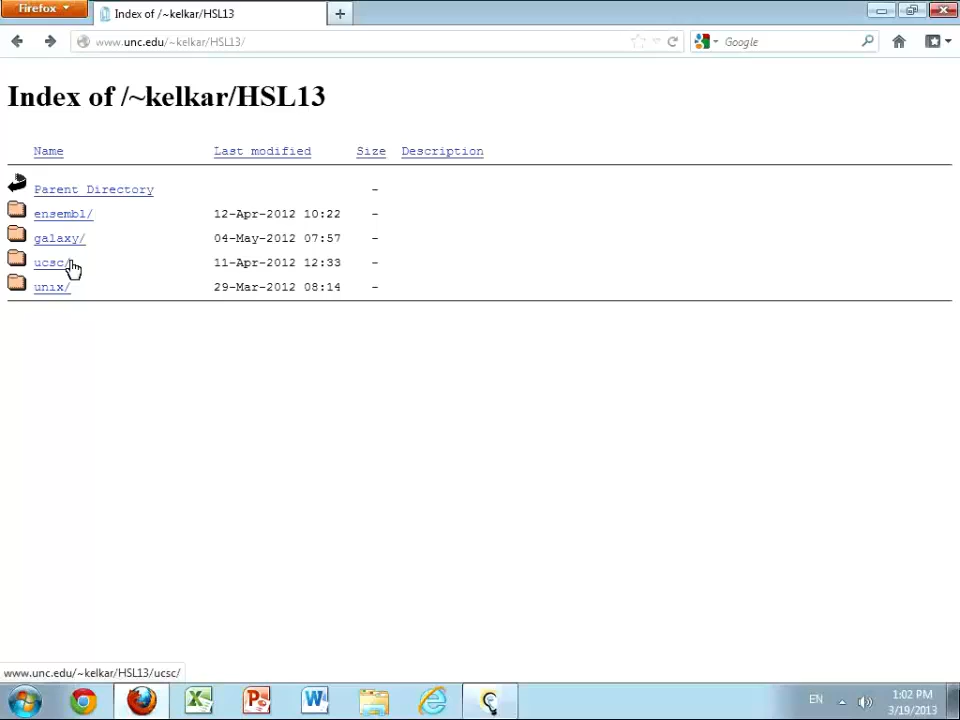 Firefox
Index of /~kelkar/HSL13
www.unc.edu/~kelkar/HSL13/
Google
Index of /~kelkar/HSL13
Name Last modified Size Description
Parent Directory -
ensembl/ 12-Apr-2012 10:22 -
galaxy/ 04-May-2012 07:57 -
ucsc/ 11-Apr-2012 12:33 -
unix/ 29-Mar-2012 08:14 -
www.unc.edu/~kelkar/HSL13/ucsc/
EN
1:02 PM
3/19/2013